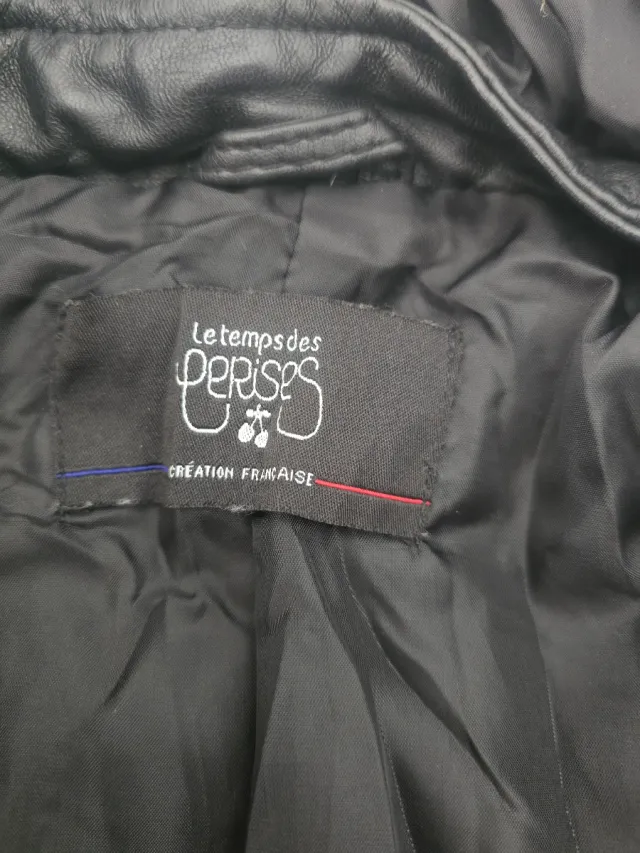 Le temps des
CERISES
CRÉATION FRANÇAISE